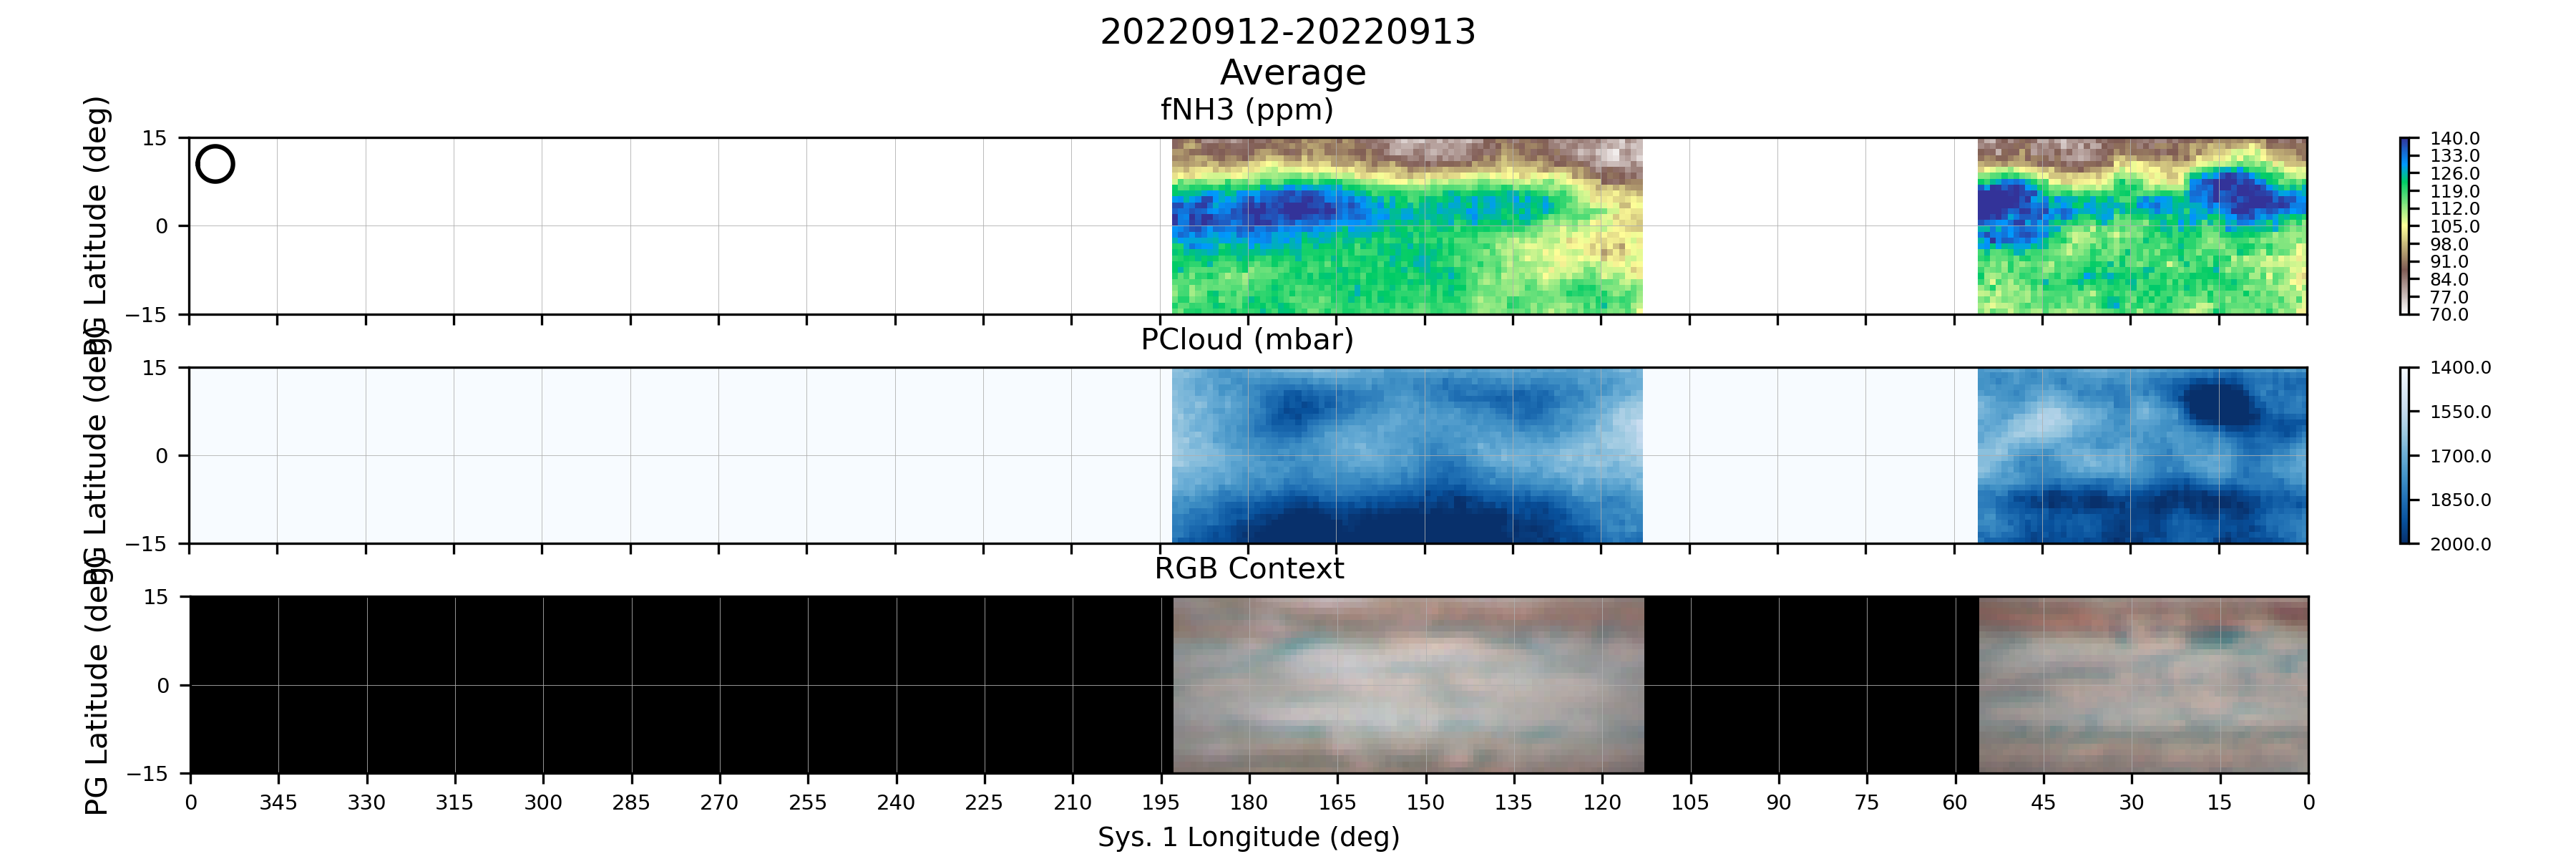 20220912-20220913
Average
fNH3 (ppm)
PG Latitude (deg)
15
0
−15
140.0
133.0
126.0
119.0
112.0
105.0
98.0
91.0
84.0
77.0
70.0
PCloud (mbar)
PG Latitude (deg)
15
0
−15
1400.0
1550.0
1700.0
1850.0
2000.0
RGB Context
PG Latitude (deg)
15
0
−15
0 345 330 315 300 285 270 255 240 225 210 195 180 165 150 135 120 105 90 75 60 45 30 15 0
Sys. 1 Longitude (deg)